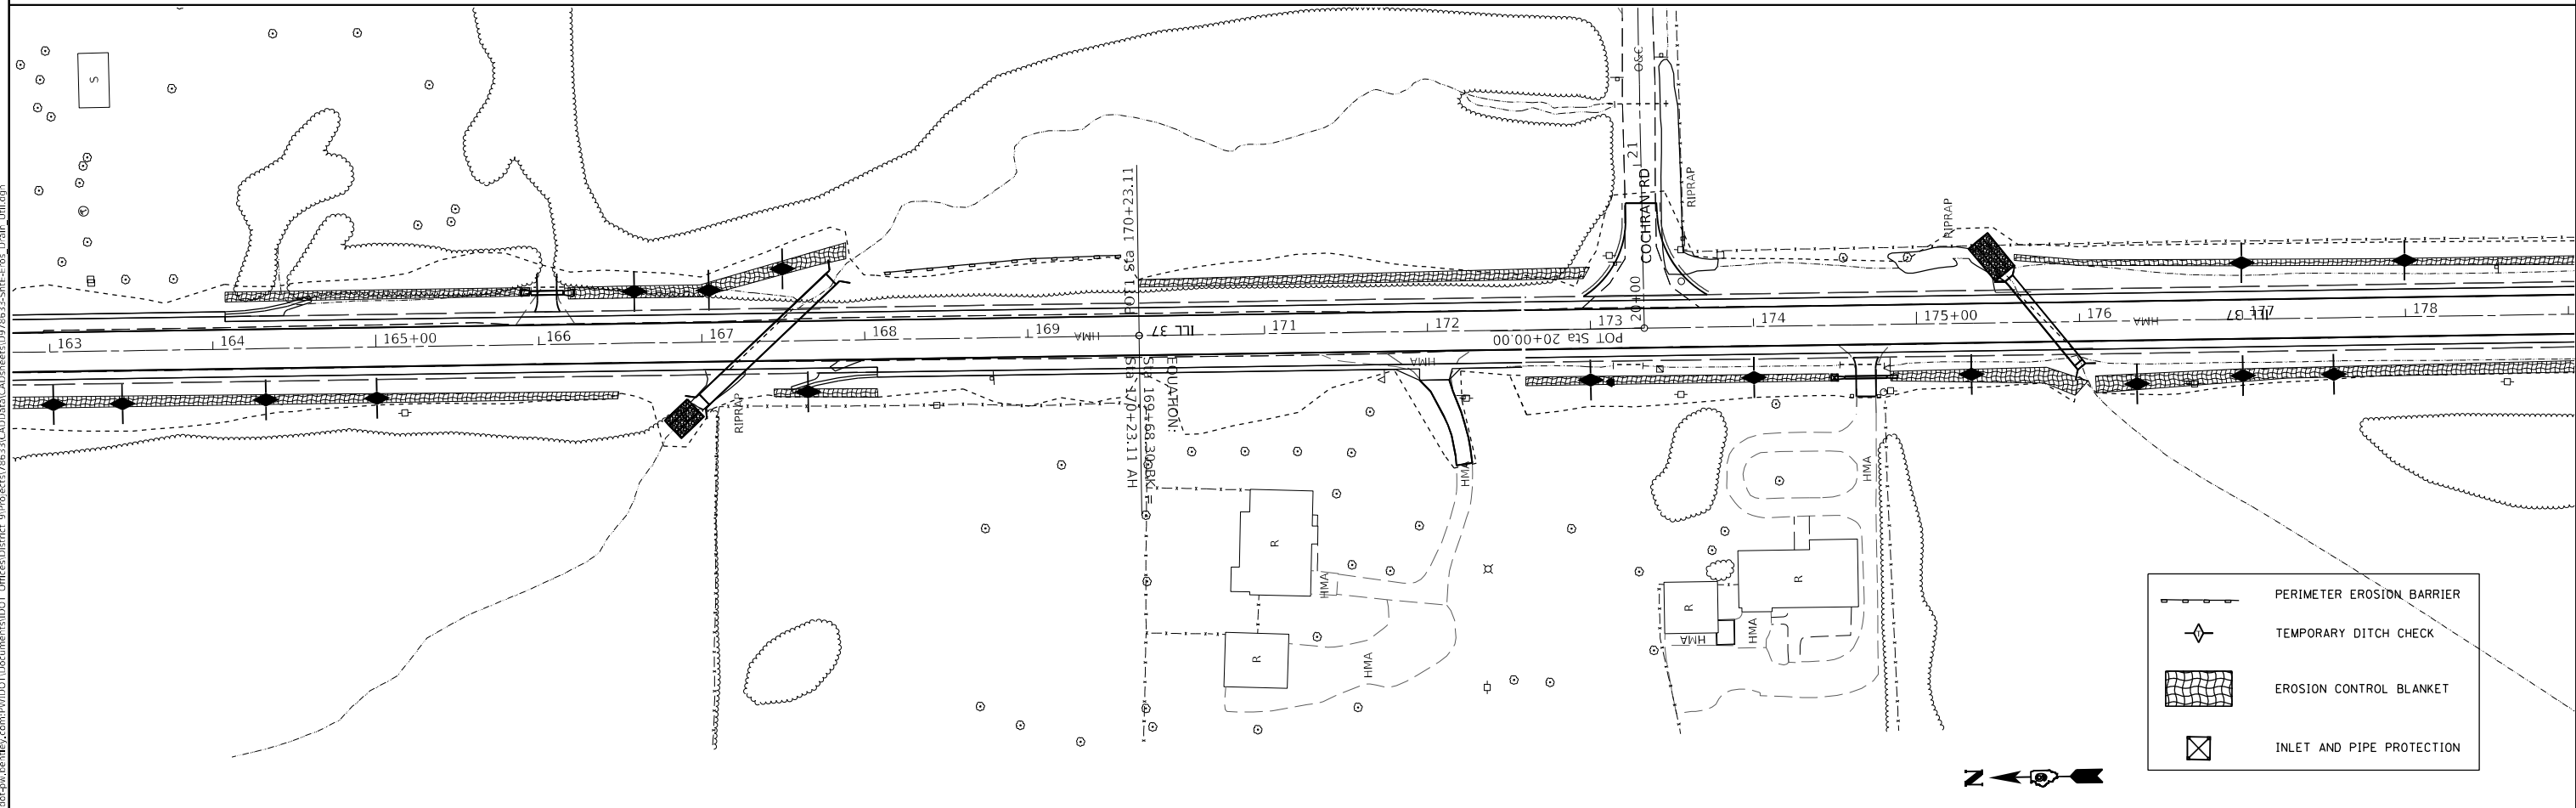 S
O&C
21
RIPRAP
COCHRAN RD
RIPRAP
POT Sta 170+23.11
20+00
163
164
165+00
166
167
168
169
HMA
ILL 37
171
172
173
174
175+00
176
HMA
ILL 37
177
178
POT Sta 20+00.00
HMA
RIPRAP
EQUATION:
Sta 169+68.30 BK =
Sta 170+23.11 AH
HMA
HMA
R
HMA
R
HMA
R
R
HMA
HMA
PERIMETER EROSION BARRIER
TEMPORARY DITCH CHECK
EROSION CONTROL BLANKET
INLET AND PIPE PROTECTION
N